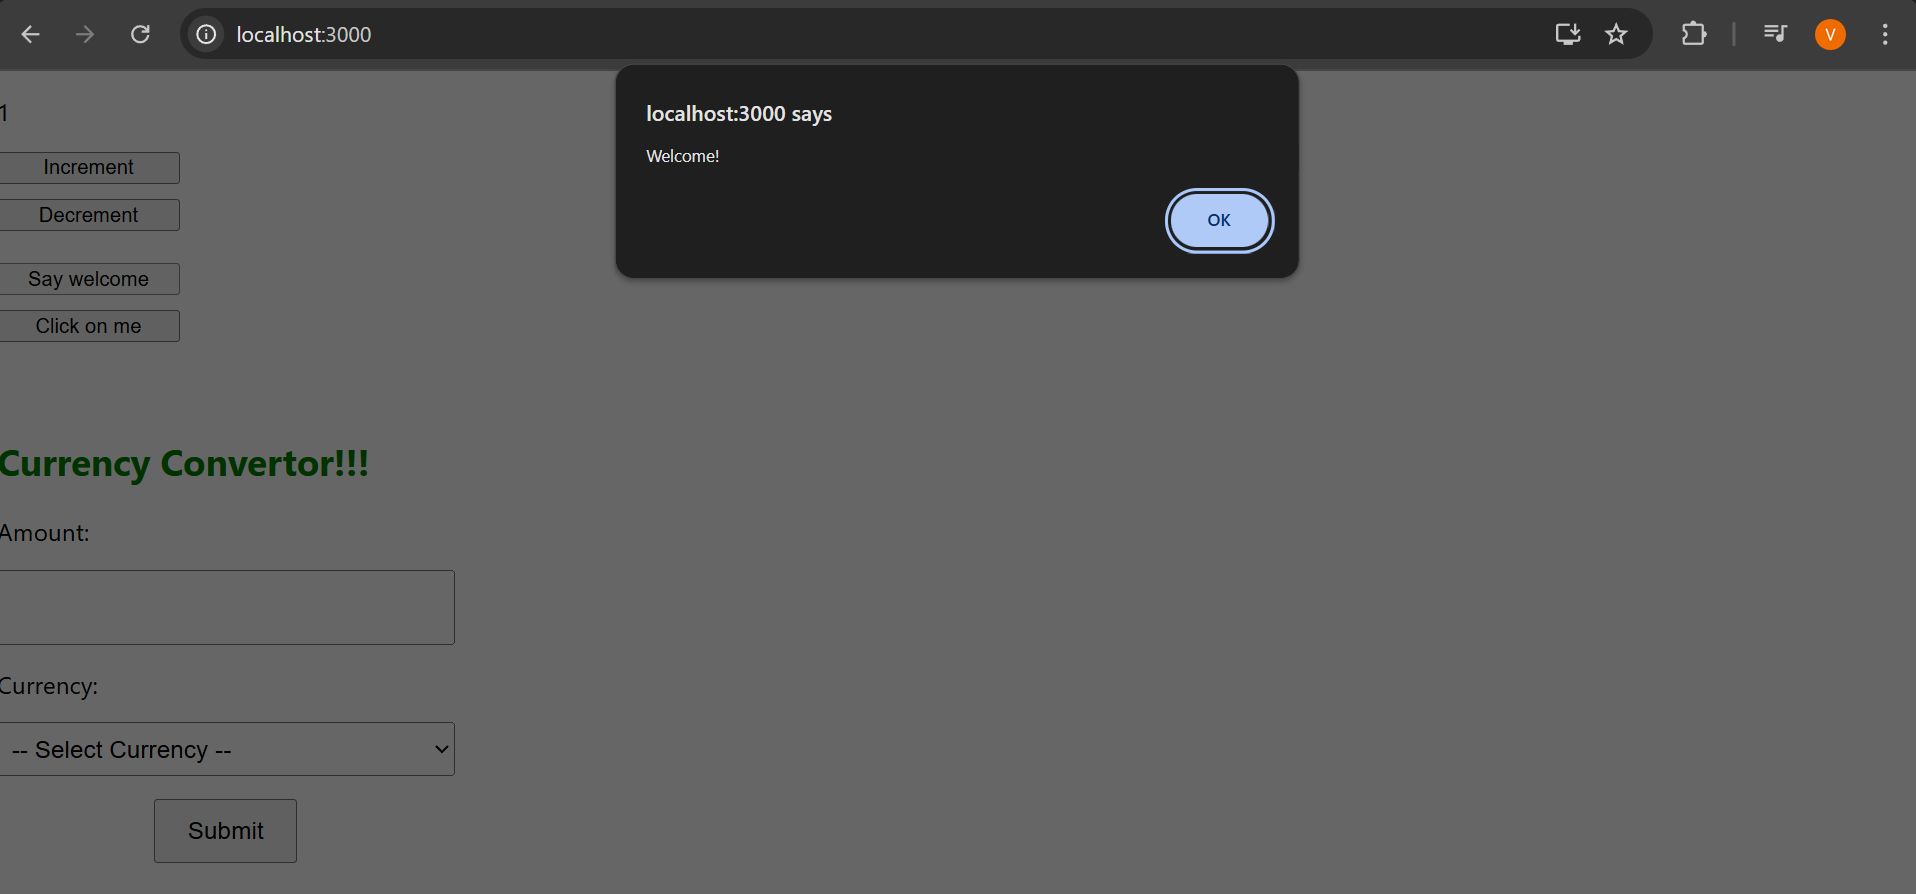 localhost:3000
V
localhost:3000 says
Welcome!
OK
1
Increment
Decrement
Say welcome
Click on me
Currency Convertor!!!
Amount:
Currency:
-- Select Currency --
Submit